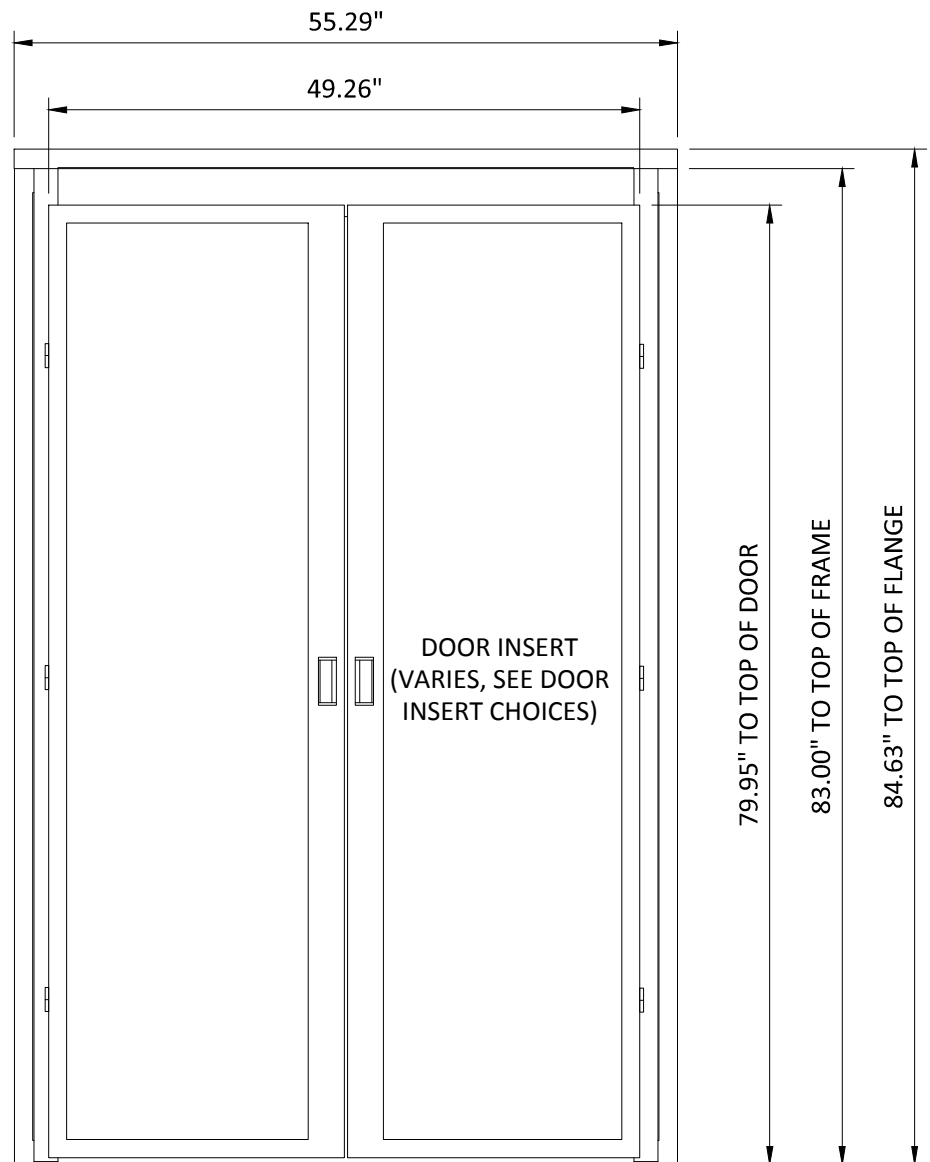 55.29"
49.26"
DOOR INSERT
(VARIES, SEE DOOR
INSERT CHOICES)
79.95" TO TOP OF DOOR
83.00" TO TOP OF FRAME
84.63" TO TOP OF FLANGE